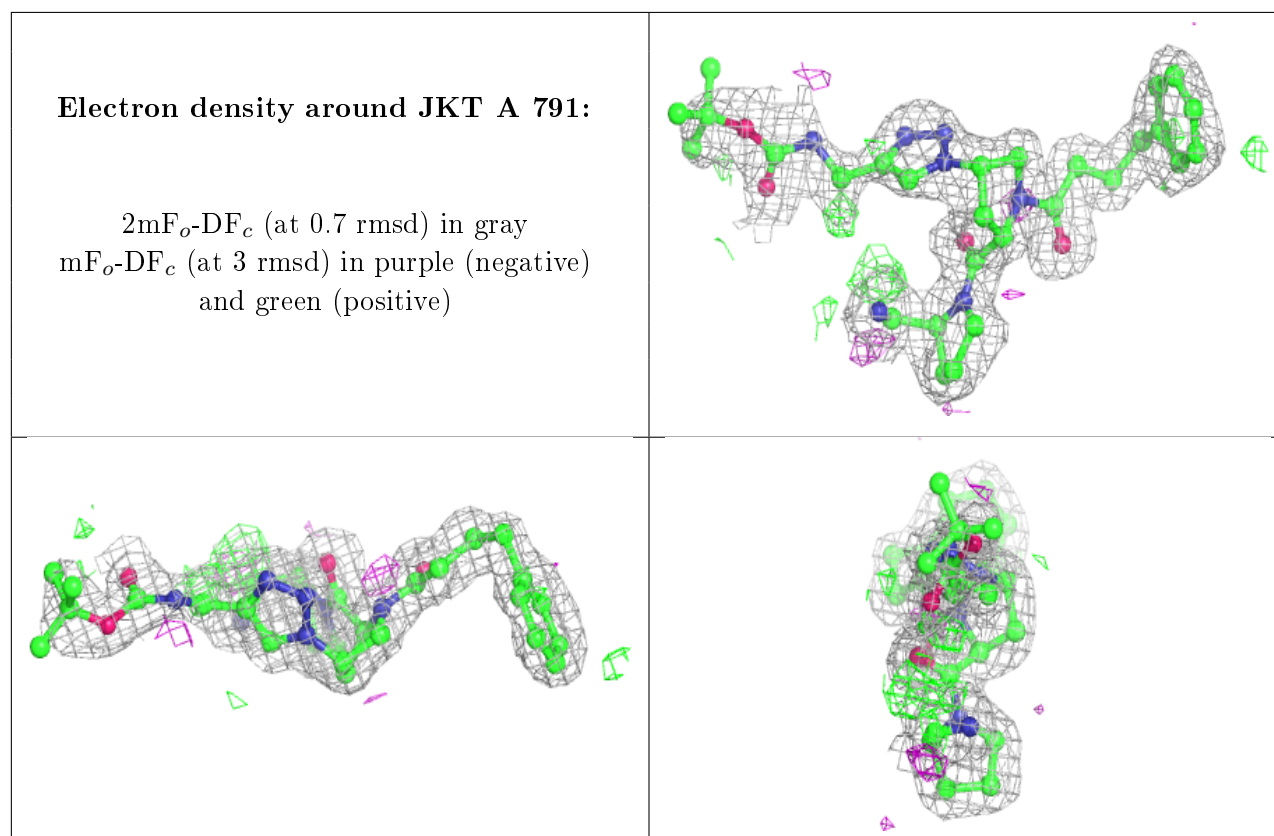 Electron density around JKT A 791:
2mFo-DFc (at 0.7 rmsd) in gray
mFo-DFc (at 3 rmsd) in purple (negative)
and green (positive)